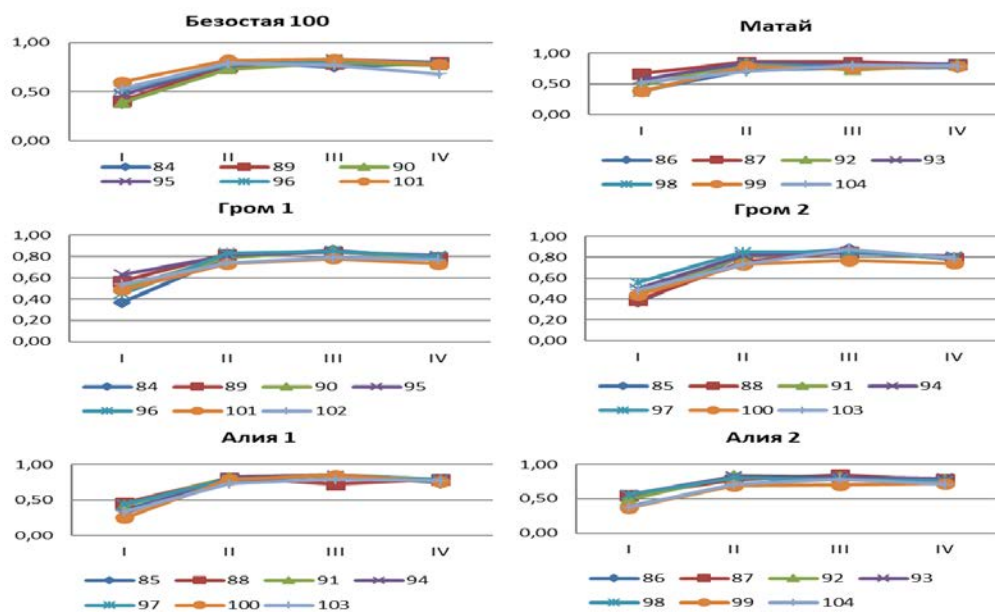 Безостая 100
1,00
0,50
0,00
I II III IV
84 89 90
95 96 101
Матай
1,00
0,50
0,00
I II III IV
86 87 92 93
98 99 104
Гром 1
1,00
0,80
0,60
0,40
0,20
0,00
I II III IV
84 89 90 95
96 101 102
Гром 2
1,00
0,80
0,60
0,40
0,20
0,00
I II III IV
85 88 91 94
97 100 103
Алия 1
1,00
0,50
0,00
I II III IV
85 88 91 94
97 100 103
Алия 2
1,00
0,50
0,00
I II III IV
86 87 92 93
98 99 104